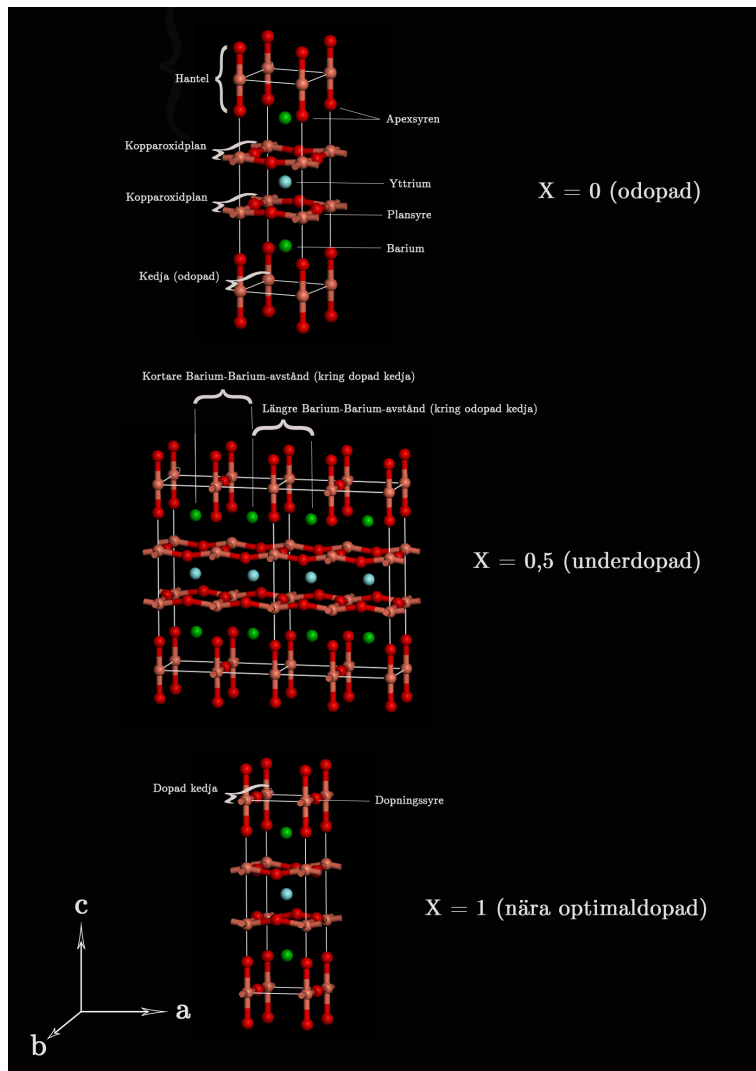 Hantel
Apexsyren
Kopparoxidplan
Yttrium
X = 0 (odopad)
Kopparoxidplan
Plansyre
Barium
Kedja (odopad)
Kortare Barium-Barium-avstånd (kring dopad kedja)
Längre Barium-Barium-avstånd (kring odopad kedja)
X = 0,5 (underdopad)
Dopad kedja
Dopningssyre
X = 1 (nära optimaldopad)
c
a
b